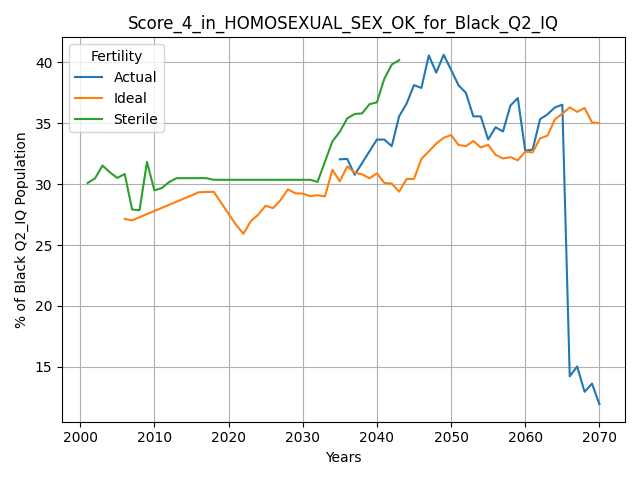 Score_4_in_HOMOSEXUAL_SEX_OK_for_Black_Q2_IQ
Fertility
Actual
Ideal
Sterile
% of Black Q2_IQ Population
40
35
30
25
20
15
2000 2010 2020 2030 2040 2050 2060 2070
Years